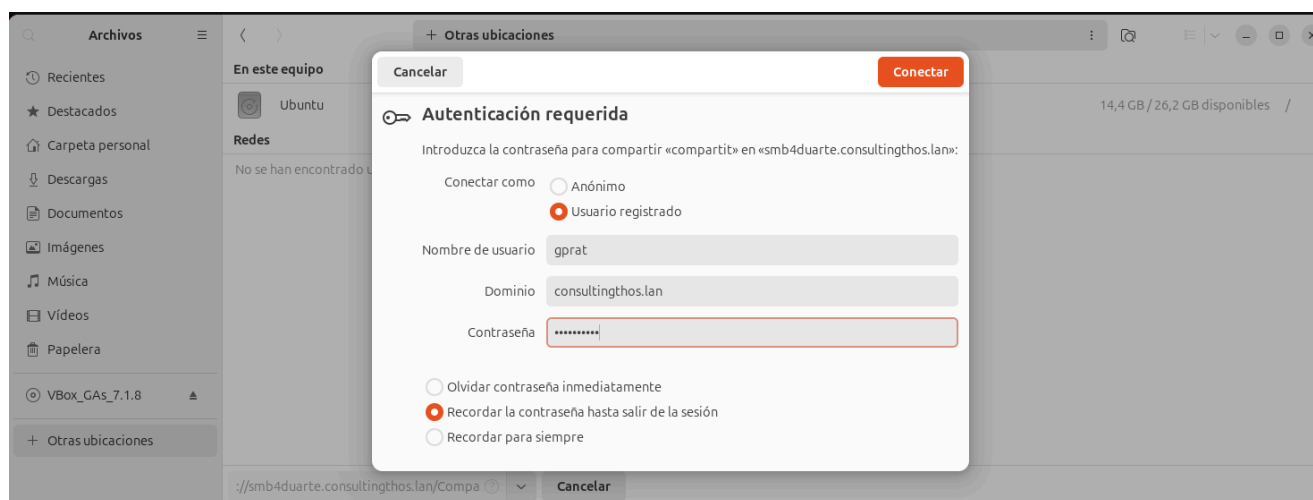 Archivos
+ Otras ubicaciones
Recientes
Destacados
Carpeta personal
Descargas
Documentos
Imágenes
Música
Vídeos
Papelera
VBox_GAs_7.1.8
+ Otras ubicaciones
En este equipo
Ubuntu
14,4 GB / 26,2 GB disponibles /
Redes
No se han encontrado
Cancelar
Conectar
Autenticación requerida
Introduzca la contraseña para compartir «compartit» en «smb4duarte.consultingthos.lan»:
Conectar como
Anónimo
Usuario registrado
Nombre de usuario gprat
Dominio consultingthos.lan
Contraseña ••••••••••
Olvidar contraseña inmediatamente
Recordar la contraseña hasta salir de la sesión
Recordar para siempre
://smb4duarte.consultingthos.lan/Compa
Cancelar